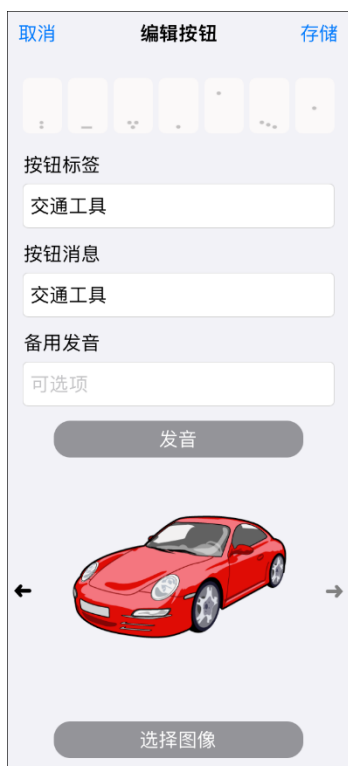 取消 编辑按钮 存储
按钮标签
交通工具
按钮消息
交通工具
备用发音
可选项
发音
选择图像